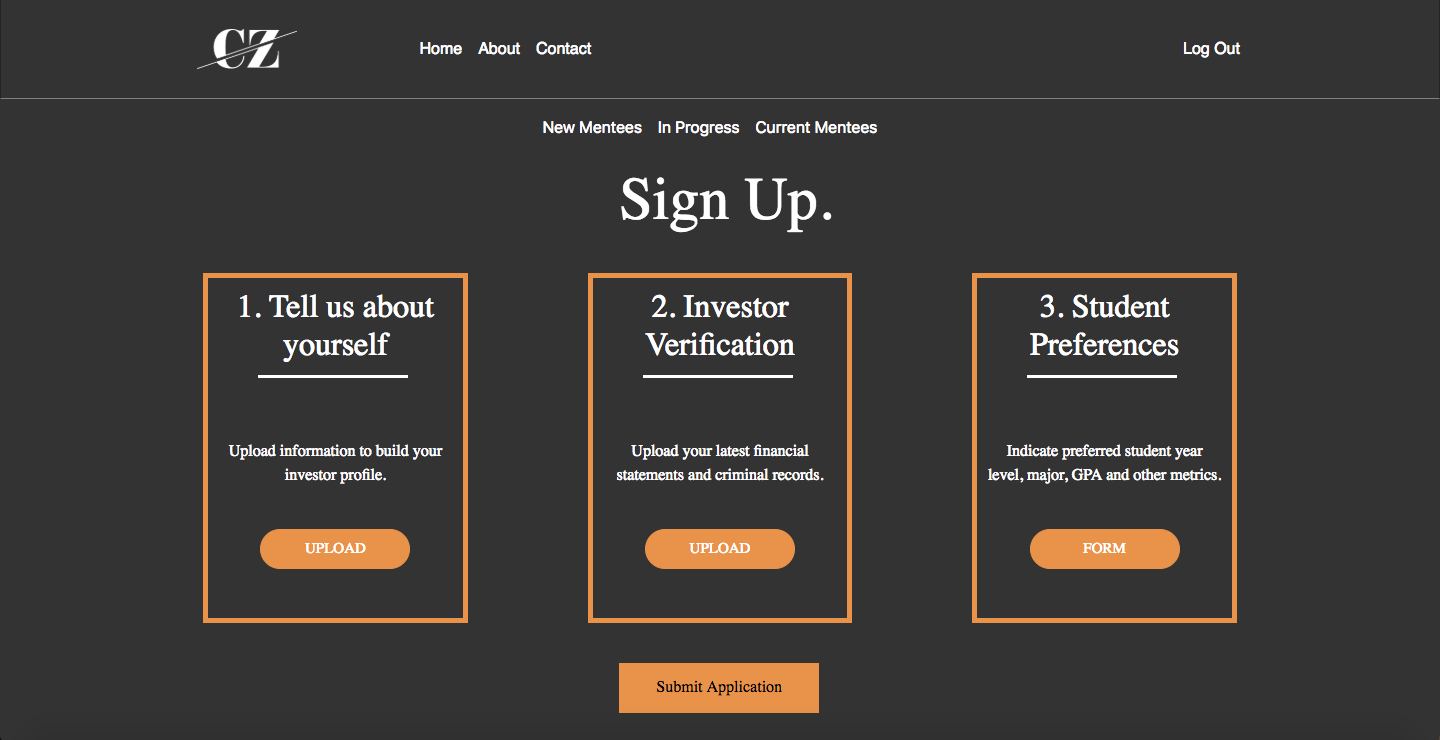 CZ
Home About Contact Log Out
New Mentees In Progress Current Mentees
Sign Up.
1. Tell us about
yourself
Upload information to build your
investor profile.
UPLOAD
2. Investor
Verification
Upload your latest financial
statements and criminal records.
UPLOAD
3. Student
Preferences
Indicate preferred student year
level, major, GPA and other metrics.
FORM
Submit Application